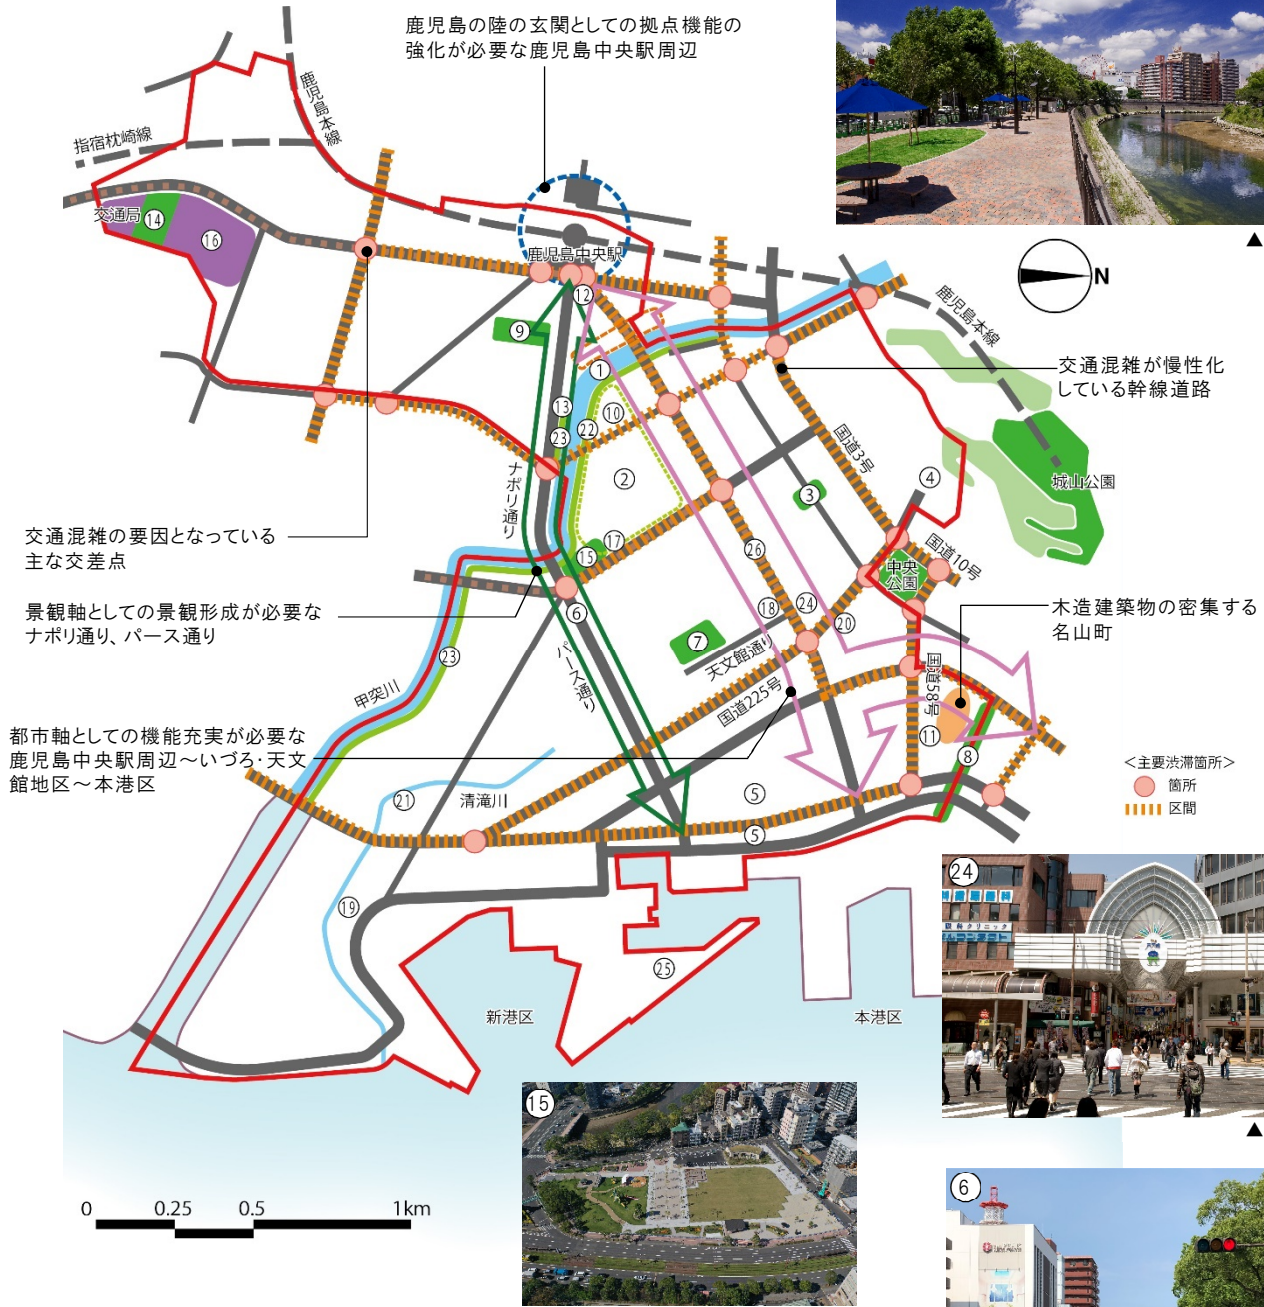 鹿児島の陸の玄関としての拠点機能の
強化が必要な鹿児島中央駅周辺
鹿児島本線
指宿枕崎線
交通局
⑭
⑯
鹿児島中央駅
⑫
⑨
N
鹿児島本線
交通混雑が慢性化
している幹線道路
①
⑩
⑬
㉒
㉓
②
国道3号
④
城山公園
③
ナポリ通り
交通混雑の要因となっている
主な交差点
⑮
⑰
㉖
国道10号
中央
公園
景観軸としての景観形成が必要な
ナポリ通り、パース通り
⑥
⑱
㉔
⑳
木造建築物の密集する
名山町
⑦
天文館通り
㉓
パース通り
国道225号
国道58号
甲突川
都市軸としての機能充実が必要な
鹿児島中央駅周辺～いづろ・天文
館地区～本港区
⑪
⑧
<主要渋滞箇所>
箇所
区間
㉑
清滝川
⑤
⑤
⑲
㉕
新港区
本港区
㉔
眼科クリニック
⑮
⑥
0
0.25
0.5
1km